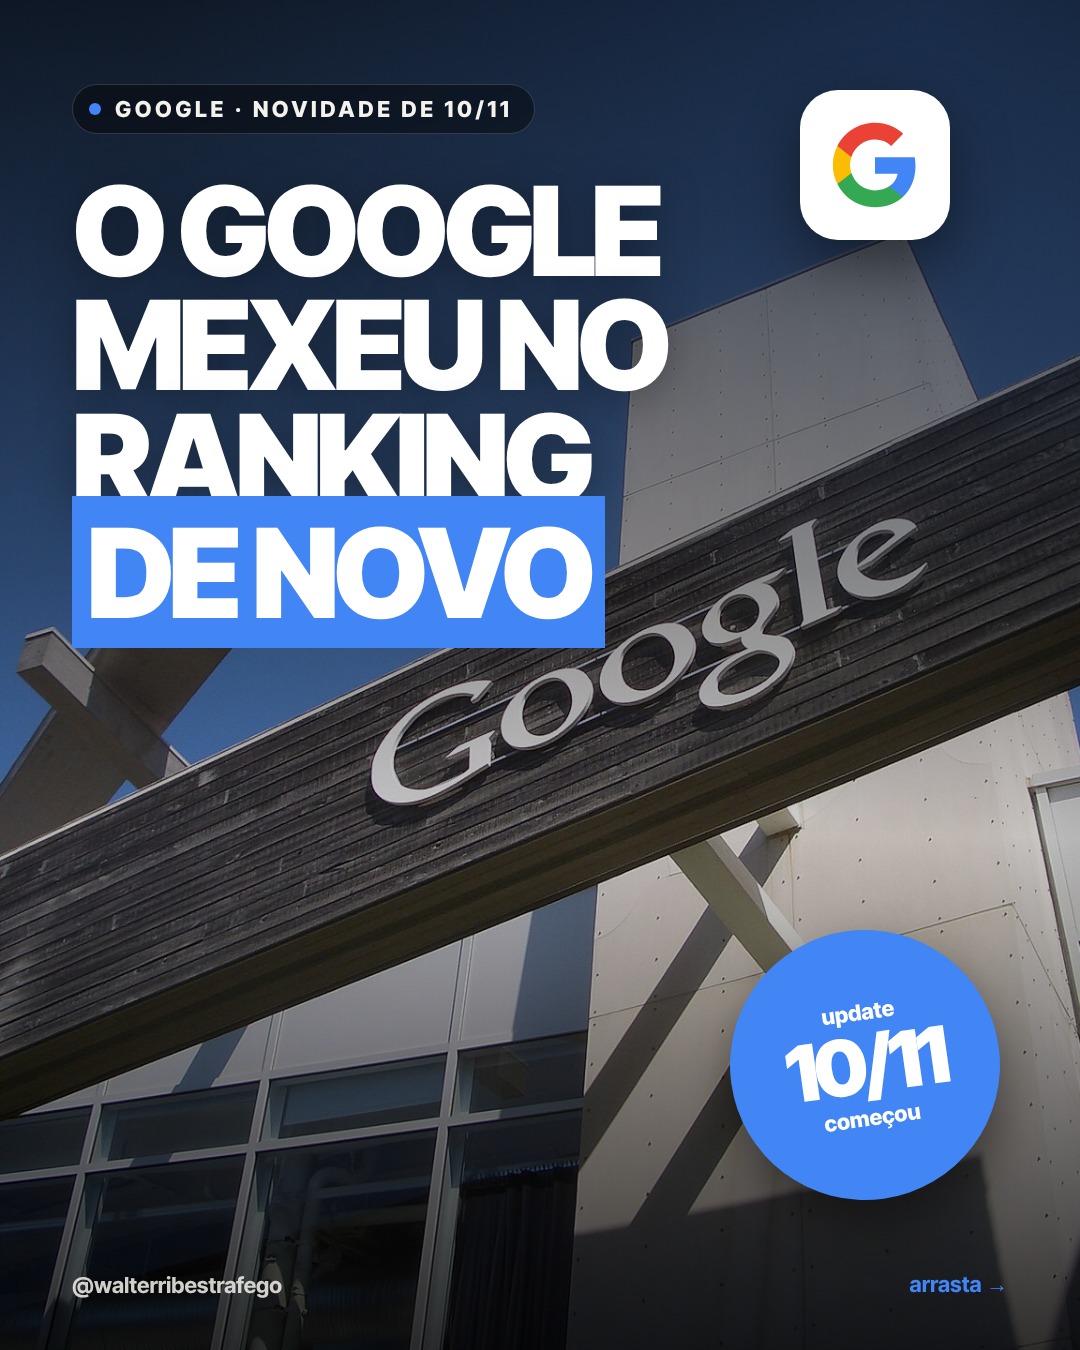 GOOGLE · NOVIDADE DE 10/11
O GOOGLE
MEXEU NO
RANKING
DE NOVO
Google
update
10/11
começou
@walterribestrafego
arrasta →